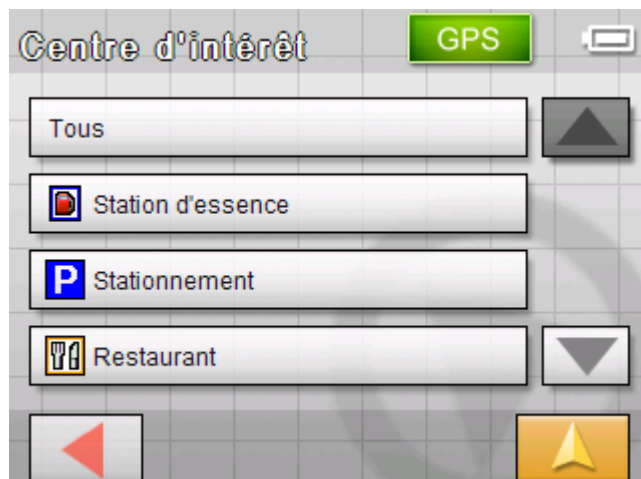 Centre d'intérêt
GPS
Tous
Station d'essence
P Stationnement
Restaurant